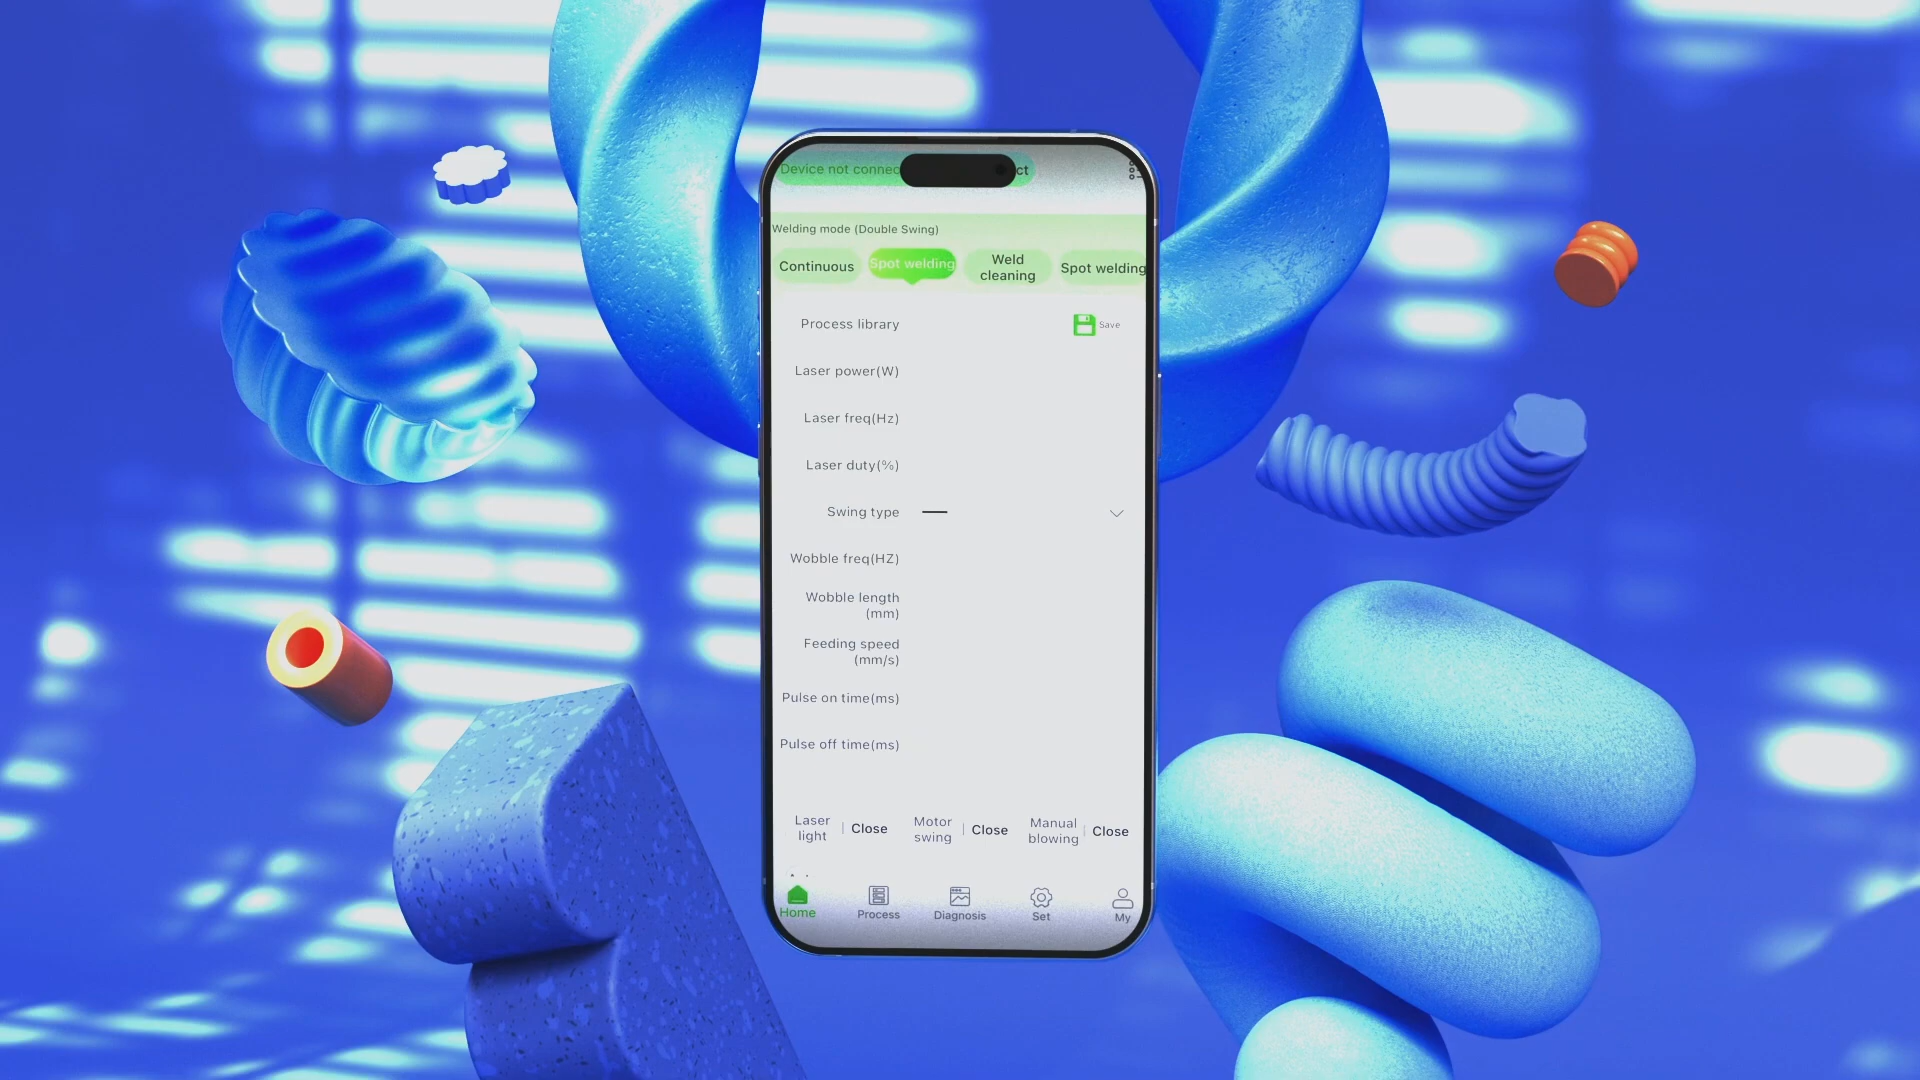 Device not connec ct
Welding mode (Double Swing)
Continuous
Spot welding
Weld
cleaning
Spot welding
Process library
Save
Laser power(W)
Laser freq(Hz)
Laser duty(%)
Swing type
Wobble freq(HZ)
Wobble length
(mm)
Feeding speed
(mm/s)
Pulse on time(ms)
Pulse off time(ms)
Laser
light
Close
Motor
swing
Close
Manual
blowing
Close
Home
Process
Diagnosis
Set
My